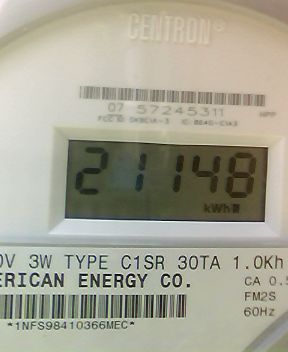 CENTRON®
07 57245311 HPP
21148
kWh
0V 3W TYPE C1SR 30TA 1.0Kh
ERICAN ENERGY CO.
CA 0.5
FM2S
60Hz
*1NFS98410366MEC*